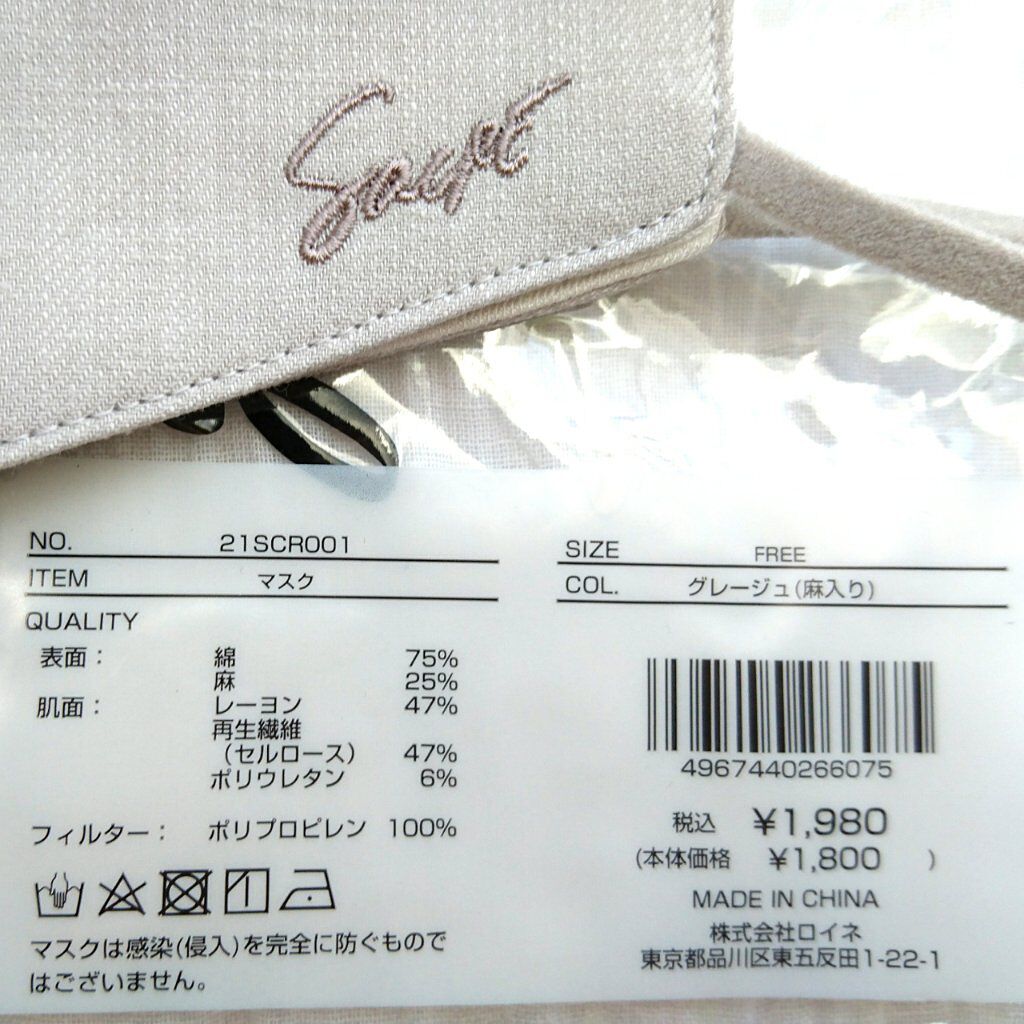 NO. 21SCR001
ITEM マスク
QUALITY
表面： 綿 75%
麻 25%
肌面： レーヨン 47%
再生繊維
（セルロース） 47%
ポリウレタン 6%
フィルター： ポリプロピレン 100%
マスクは感染(侵入)を完全に防ぐもので
はございません。
SIZE FREE
COL. グレージュ(麻入り)
4967440266075
税込 ¥1,980
(本体価格 ¥1,800 )
MADE IN CHINA
株式会社ロイネ
東京都品川区東五反田1-22-1